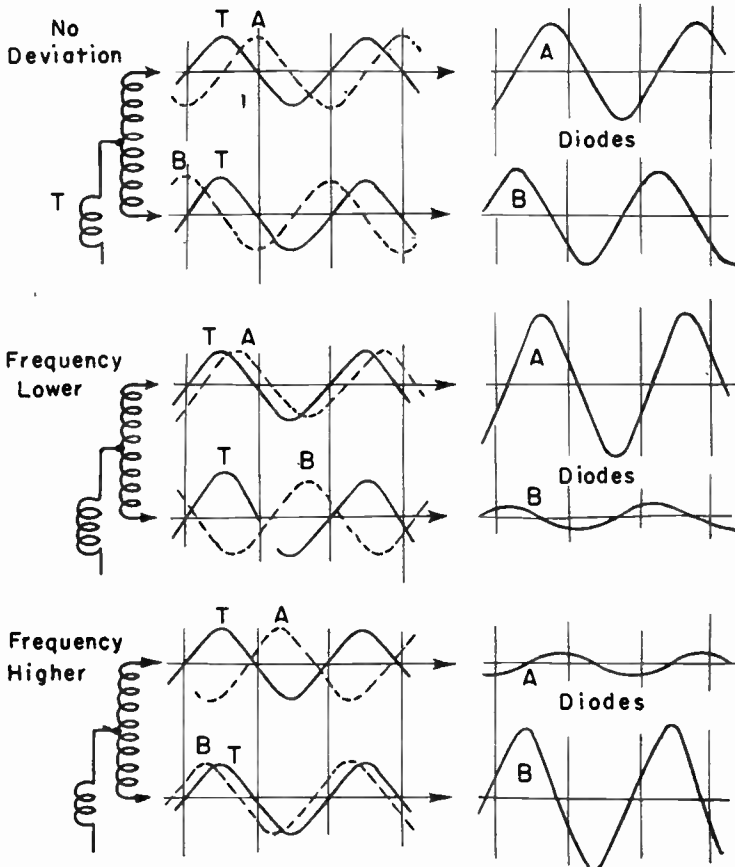 No
Deviation
T A
A
Diodes
B T
B
T
Frequency
Lower
T A
A
T B
Diodes
B
Frequency
Higher
T A
A
Diodes
B T
B